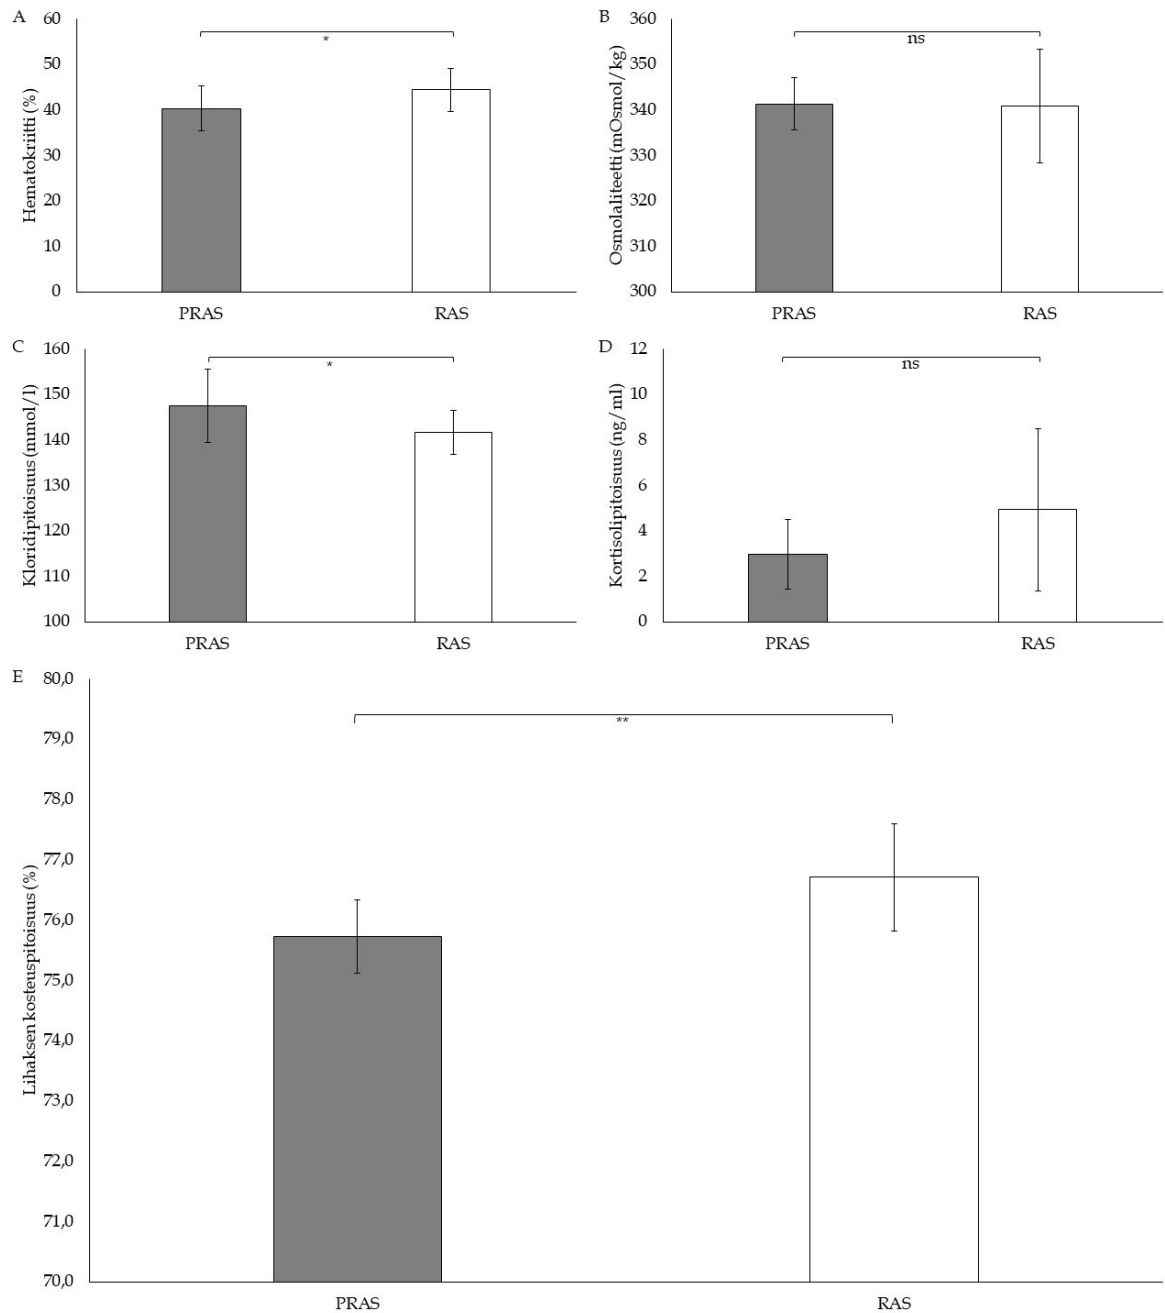 A
Hematokriitti (%)
60
50
40
30
20
10
0
*
PRAS
RAS
B
Osmolaliteetti (mOsmol/kg)
360
350
340
330
320
310
300
ns
PRAS
RAS
C
Kloridipitoisuus (mmol/l)
160
150
140
130
120
110
100
*
PRAS
RAS
D
Kortisolipitoisuus (ng/ml)
12
10
8
6
4
2
0
ns
PRAS
RAS
E
Lihaksen kosteuspitoisuus (%)
80,0
79,0
78,0
77,0
76,0
75,0
74,0
73,0
72,0
71,0
70,0
**
PRAS
RAS